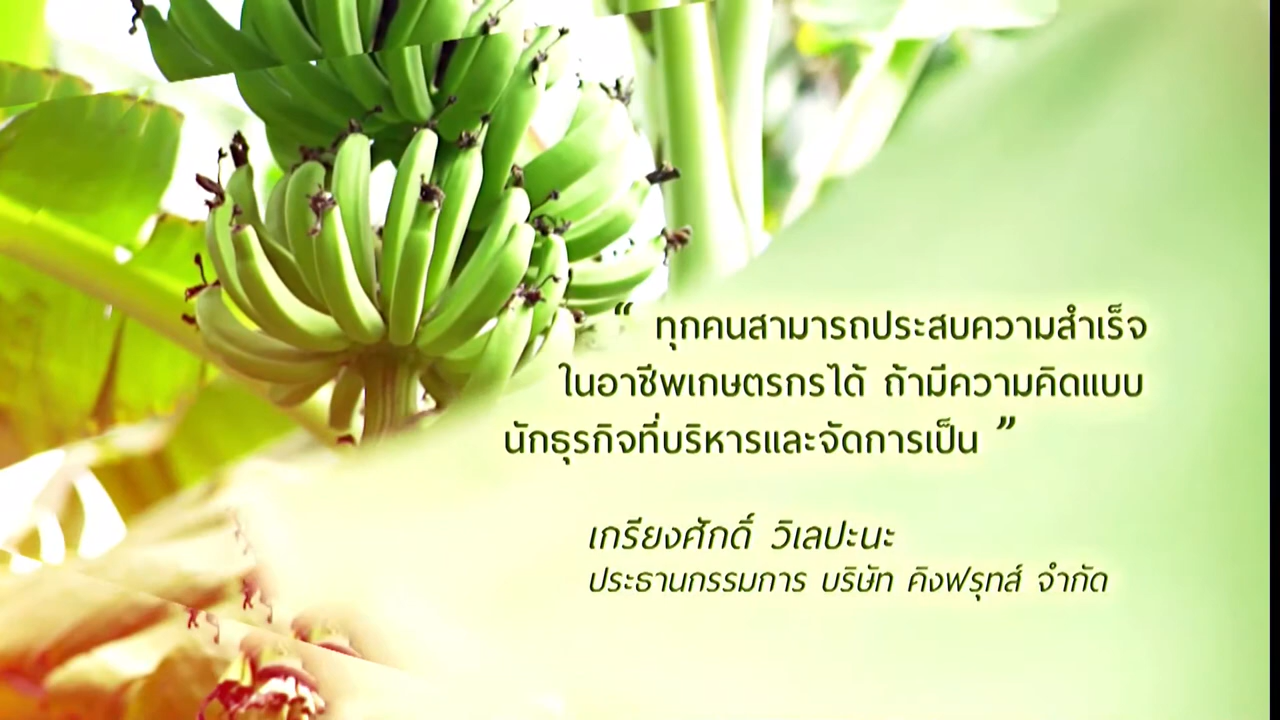 “ ทุกคนสามารถประสบความสำเร็จ
ในอาชีพเกษตรกรได้ ถ้ามีความคิดแบบ
นักธุรกิจที่บริหารและจัดการเป็น ”
เกรียงศักดิ์ วิเลปะนะ
ประธานกรรมการ บริษัท คิงฟรุทส์ จำกัด